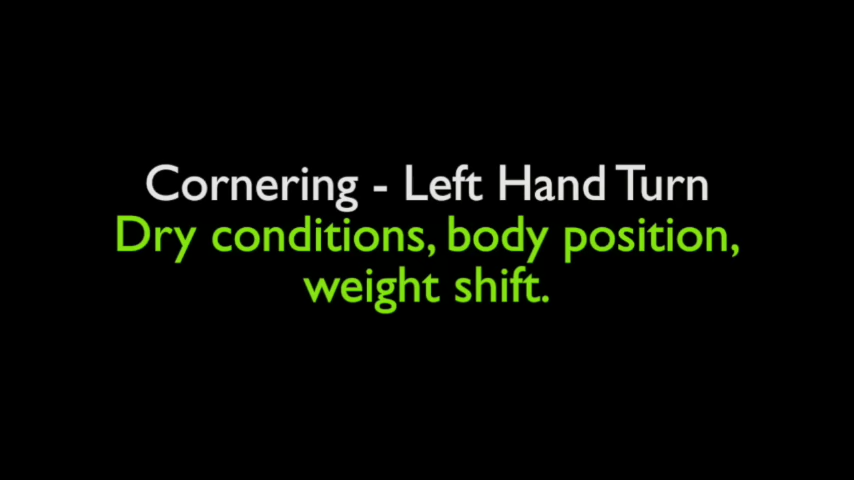 Cornering - Left Hand Turn
Dry conditions, body position,
weight shift.